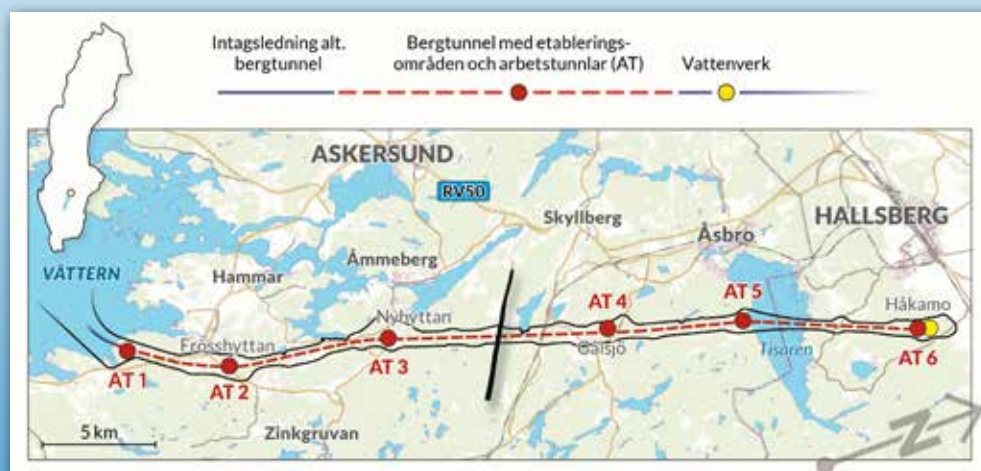 Intagsledning alt.
bergtunnel
Bergtunnel med etablerings-
områden och arbetstunnlar (AT)
Vattenverk
ASKERSUND
RV50
Skyllberg
HALLSBERG
Åsbro
VÄTTERN
Hammar
Åmmeberg
AT 4
AT 5
Håkamo
Nyhyttan
Frösshyttan
Gålsjö
Tisaren
AT 1
AT 2
AT 3
AT 6
5 km
Zinkgruvan
N